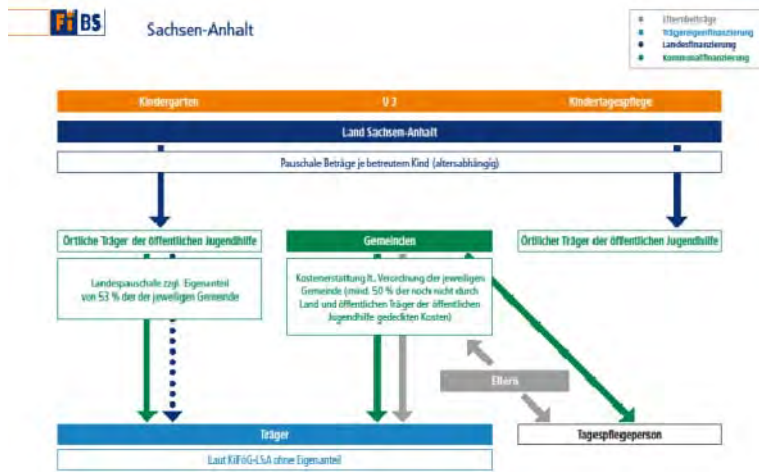 FiBS
Sachsen-Anhalt
Elternbeiträge
Trägereigenfinanzierung
Landesfinanzierung
Kommunalfinanzierung
Kindergarten
U 3
Kindertagespflege
Land Sachsen-Anhalt
Pauschale Beträge je betreutem Kind (altersabhängig)
Örtliche Träger der öffentlichen Jugendhilfe
Gemeinden
Örtlicher Träger der öffentlichen Jugendhilfe
Landespauschale zzgl. Eigenanteil
von 53 % der der jeweiligen Gemeinde
Kostenerstattung lt. Verordnung der jeweiligen
Gemeinde (mind. 50 % der noch nicht durch
Land und öffentlichen Träger der öffentlichen
Jugendhilfe gedeckten Kosten)
Eltern
Träger
Tagespflegeperson
Laut KiFöG-LSA ohne Eigenanteil